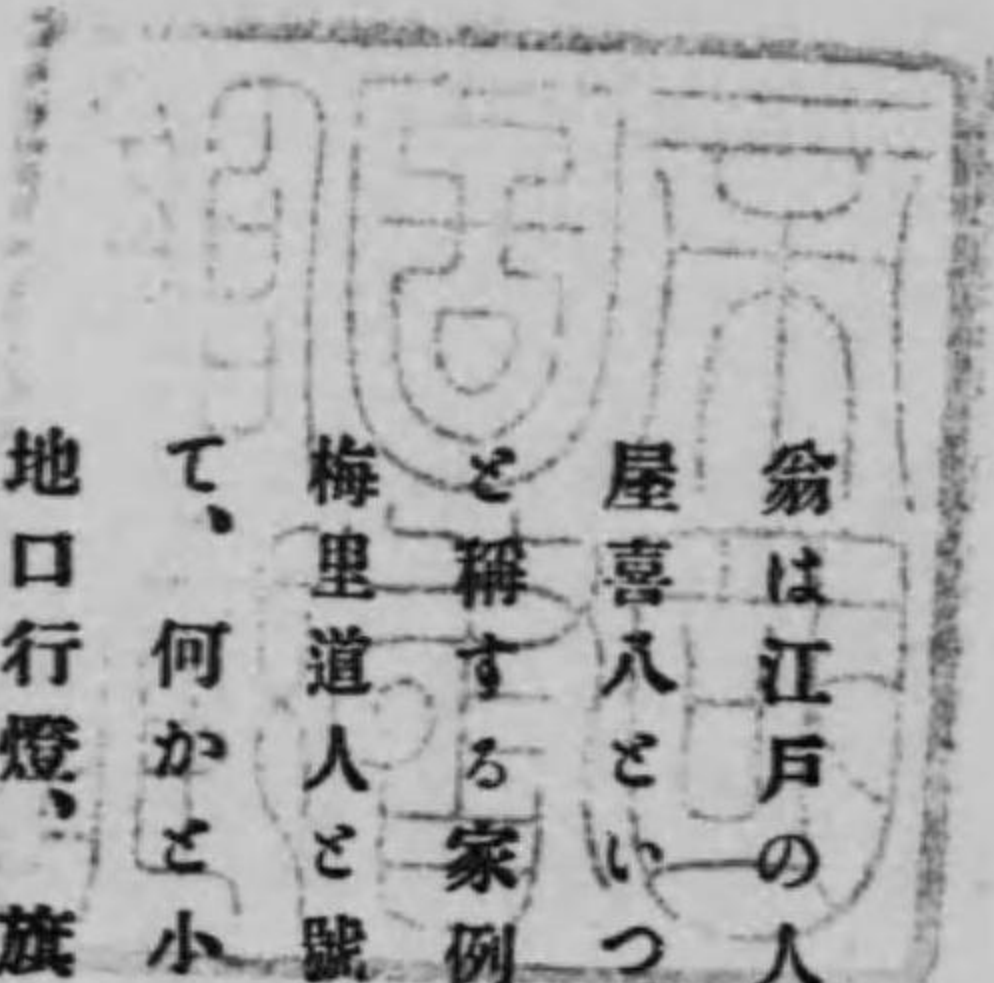 翁は江戸の人
屋喜八といつ
と稱する家例
梅里道人と號
て、何かと小
地口行燈、旗